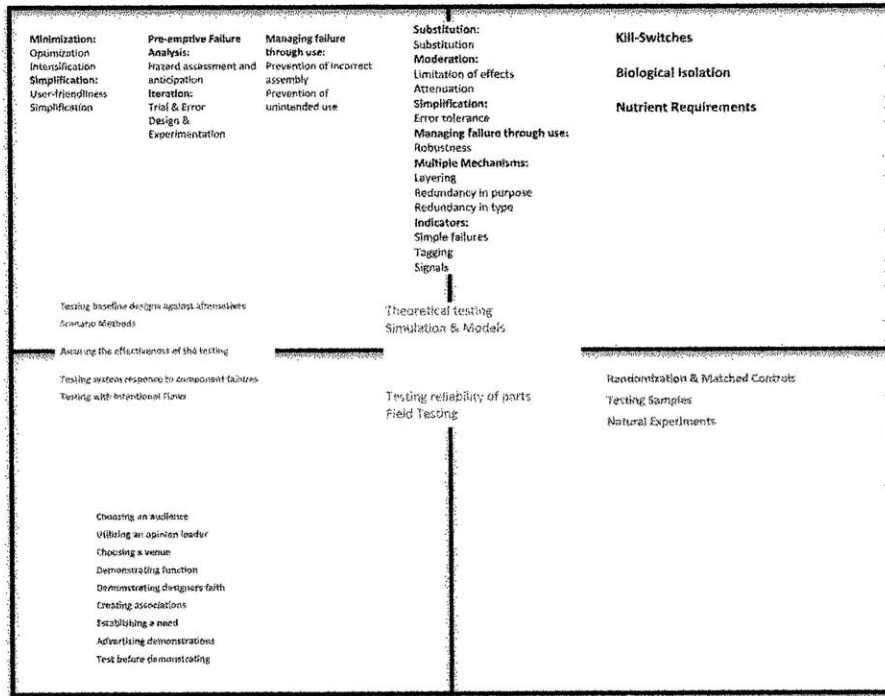 Minimization:
Optimization
Intensification
Simplification:
User-friendliness
Simplification
Pre-emptive Failure
Analysis:
Hazard assessment and
anticipation
Iteration:
Trial & Error
Design &
Experimentation
Managing failure
through use:
Prevention of incorrect
assembly
Prevention of
unintended use
Substitution:
Substitution
Moderation:
Limitation of effects
Attenuation
Simplification:
Error tolerance
Managing failure through use:
Robustness
Multiple Mechanisms:
Layering
Redundancy in purpose
Redundancy in type
Indicators:
Simple failures
Tagging
Signals
Kill-Switches
Biological Isolation
Nutrient Requirements
Testing baseline designs against alternatives
Scenario Methods
Assuring the effectiveness of the testing
Testing system response to component failures
Testing with Intentional Flaws
Theoretical testing
Simulation & Models
Testing reliability of parts
Field Testing
Randomization & Matched Controls
Testing Samples
Natural Experiments
Choosing an audience
Utilizing an opinion leader
Choosing a venue
Demonstrating function
Demonstrating designers faith
Creating associations
Establishing a need
Advertising demonstrations
Test before demonstrating